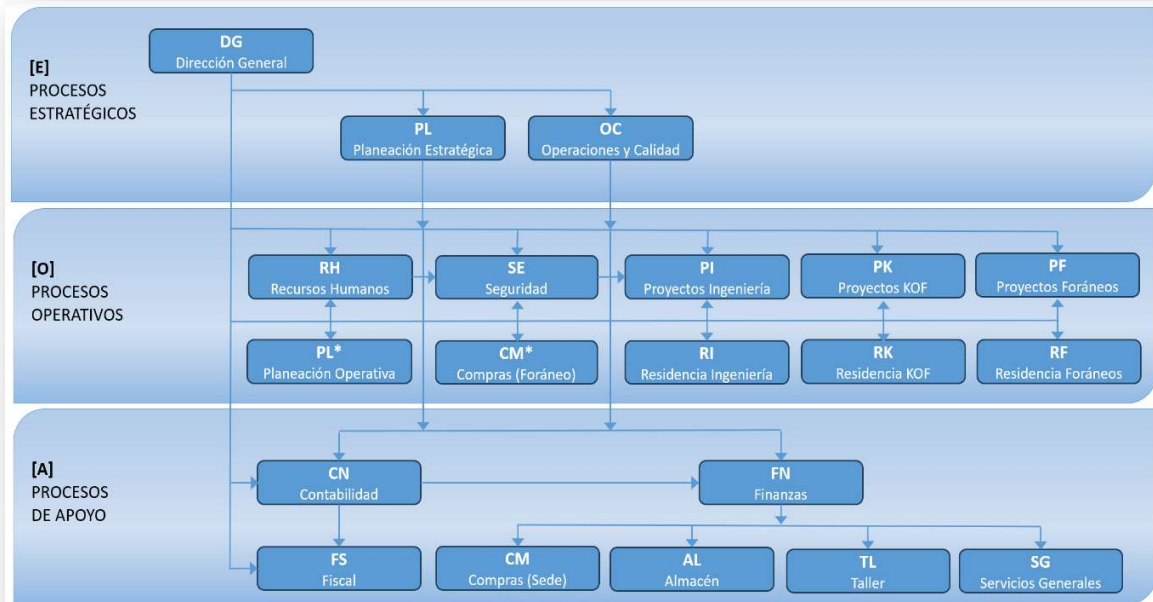 DG
Dirección General
[E]
PROCESOS
ESTRATÉGICOS
PL
Planeación Estratégica
OC
Operaciones y Calidad
[O]
PROCESOS
OPERATIVOS
RH
Recursos Humanos
SE
Seguridad
PI
Proyectos Ingeniería
PK
Proyectos KOF
PF
Proyectos Foráneos
PL*
Planeación Operativa
CM*
Compras (Foráneo)
RI
Residencia Ingeniería
RK
Residencia KOF
RF
Residencia Foráneos
[A]
PROCESOS
DE APOYO
CN
Contabilidad
FN
Finanzas
FS
Fiscal
CM
Compras (Sede)
AL
Almacén
TL
Taller
SG
Servicios Generales